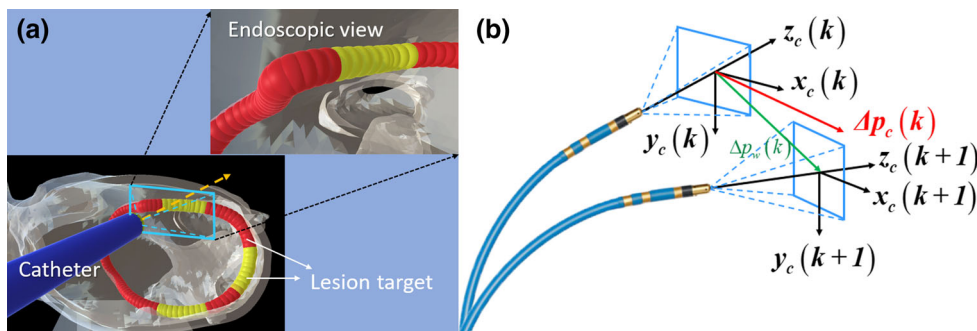 (a)
Endoscopic view
Catheter
Lesion target
(b)
z_c(k)
x_c(k)
y_c(k)
Δp_c(k)
Δp_w(k)
z_c(k+1)
x_c(k+1)
y_c(k+1)